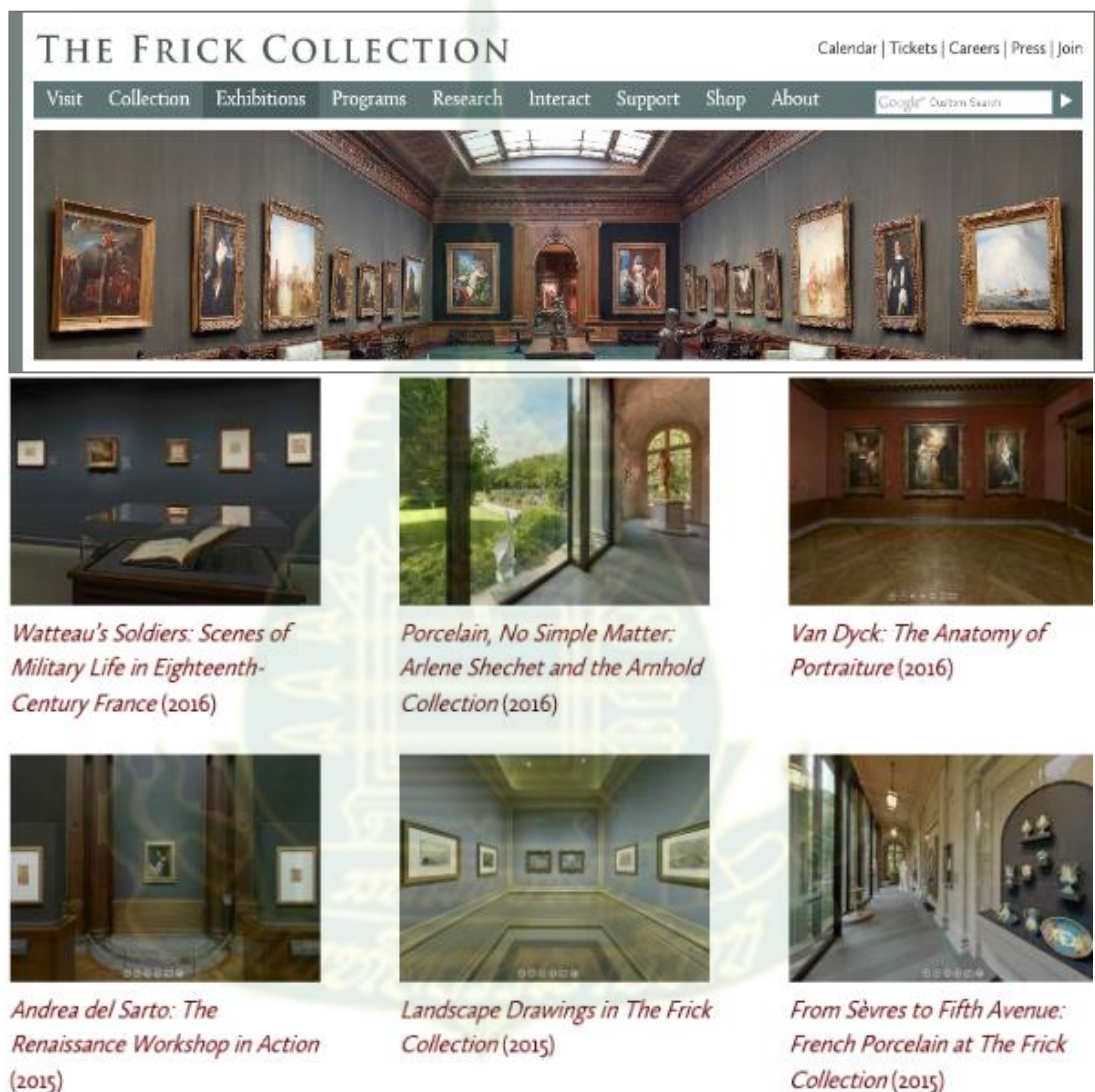 THE FRICK COLLECTION
Calendar | Tickets | Careers | Press | Join
Visit Collection Exhibitions Programs Research Interact Support Shop About Google Custom Search
Watteau's Soldiers: Scenes of
Military Life in Eighteenth-
Century France (2016)
Porcelain, No Simple Matter:
Arlene Shechet and the Arnhold
Collection (2016)
Van Dyck: The Anatomy of
Portraiture (2016)
Andrea del Sarto: The
Renaissance Workshop in Action
(2015)
Landscape Drawings in The Frick
Collection (2015)
From Sèvres to Fifth Avenue:
French Porcelain at The Frick
Collection (2015)